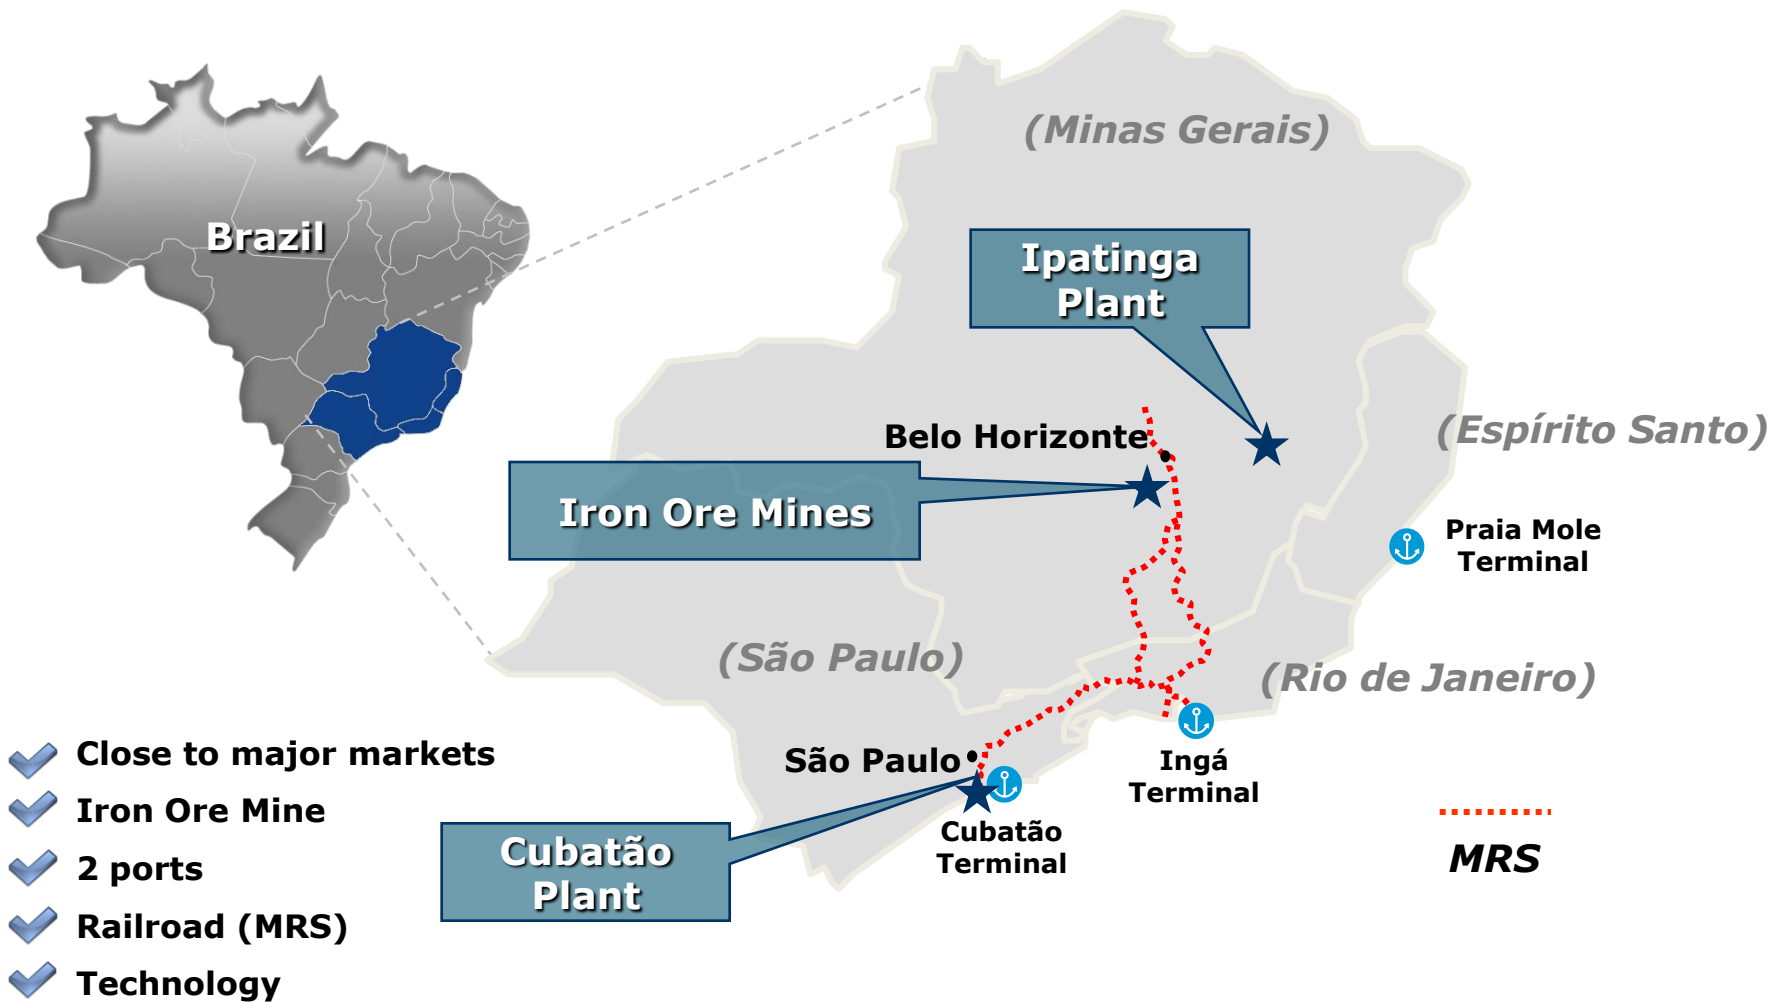 Brazil
(Minas Gerais)
Ipatinga
Plant
Belo Horizonte
(Espírito Santo)
Iron Ore Mines
Praia Mole
Terminal
(São Paulo)
(Rio de Janeiro)
São Paulo
Ingá
Terminal
Cubatão
Terminal
Cubatão
Plant
MRS
Close to major markets
Iron Ore Mine
2 ports
Railroad (MRS)
Technology